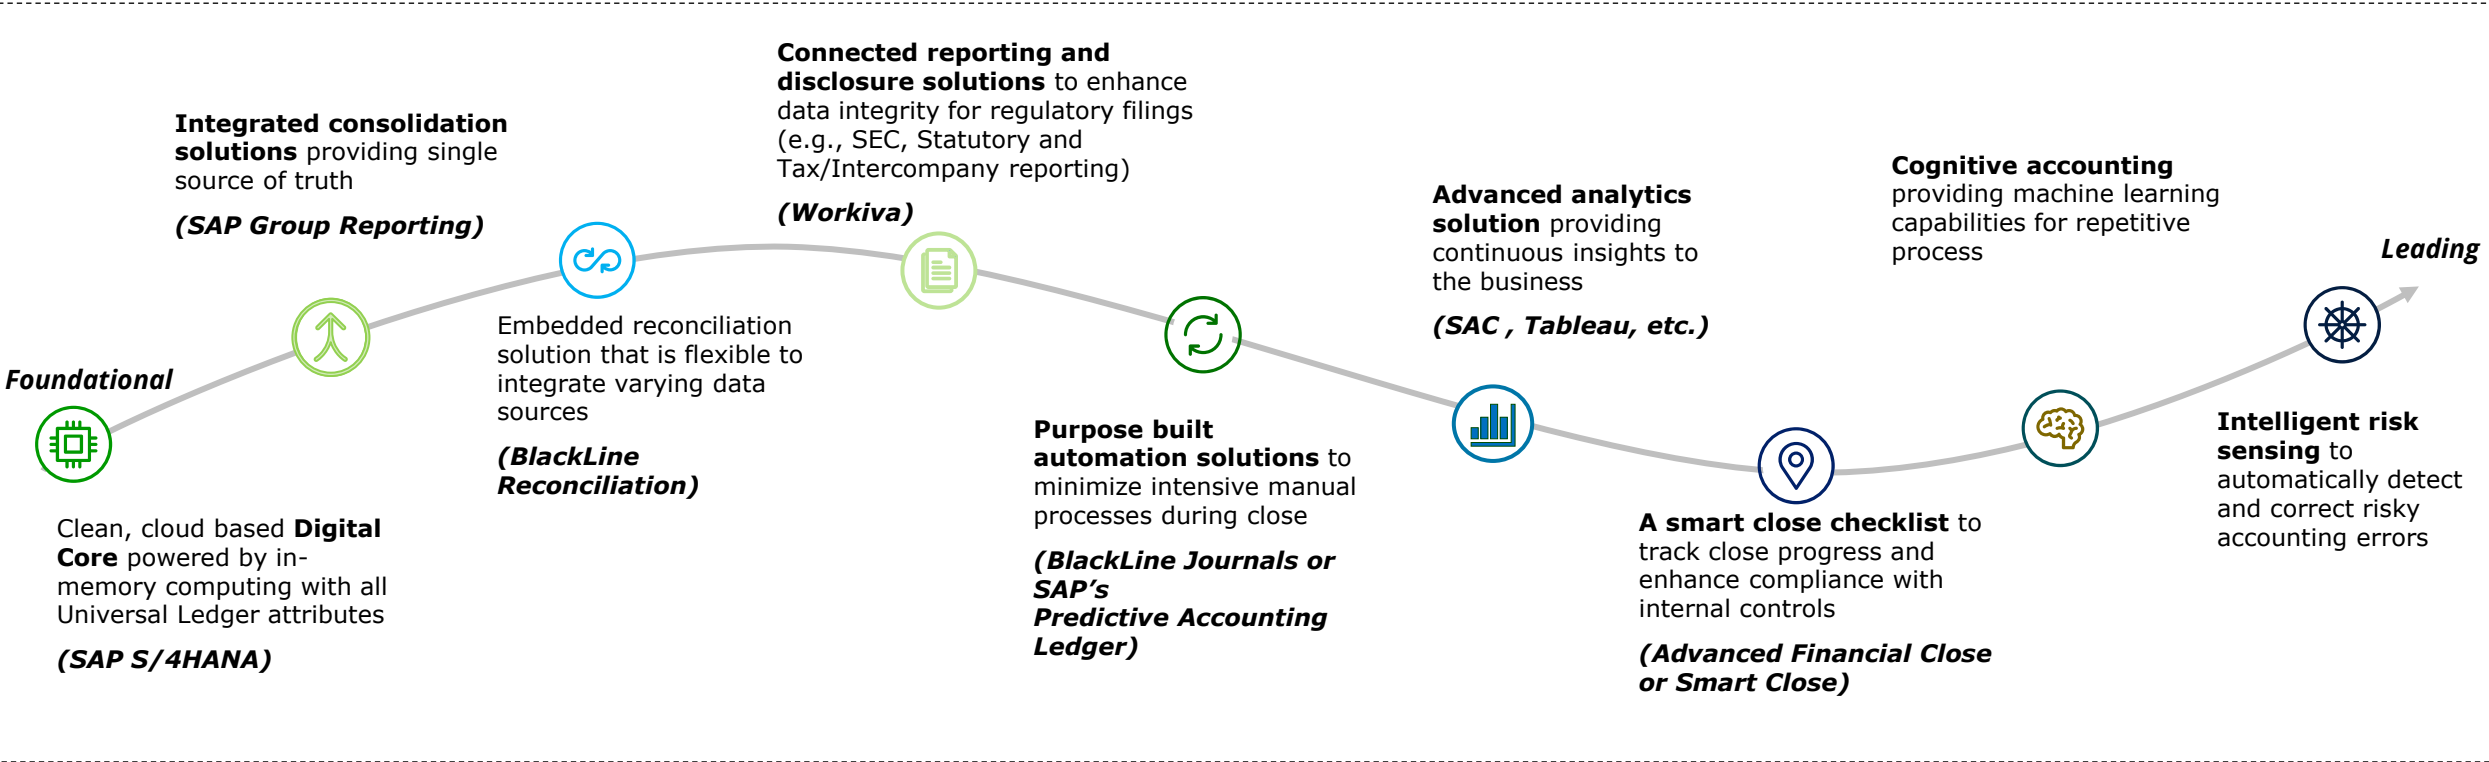 Foundational
Clean, cloud based Digital
Core powered by in-
memory computing with all
Universal Ledger attributes
(SAP S/4HANA)
Integrated consolidation
solutions providing single
source of truth
(SAP Group Reporting)
Embedded reconciliation
solution that is flexible to
integrate varying data
sources
(BlackLine
Reconciliation)
Connected reporting and
disclosure solutions to enhance
data integrity for regulatory filings
(e.g., SEC, Statutory and
Tax/Intercompany reporting)
(Workiva)
Purpose built
automation solutions to
minimize intensive manual
processes during close
(BlackLine Journals or
SAP’s
Predictive Accounting
Ledger)
Advanced analytics
solution providing
continuous insights to
the business
(SAC , Tableau, etc.)
A smart close checklist to
track close progress and
enhance compliance with
internal controls
(Advanced Financial Close
or Smart Close)
Cognitive accounting
providing machine learning
capabilities for repetitive
process
Leading
Intelligent risk
sensing to
automatically detect
and correct risky
accounting errors